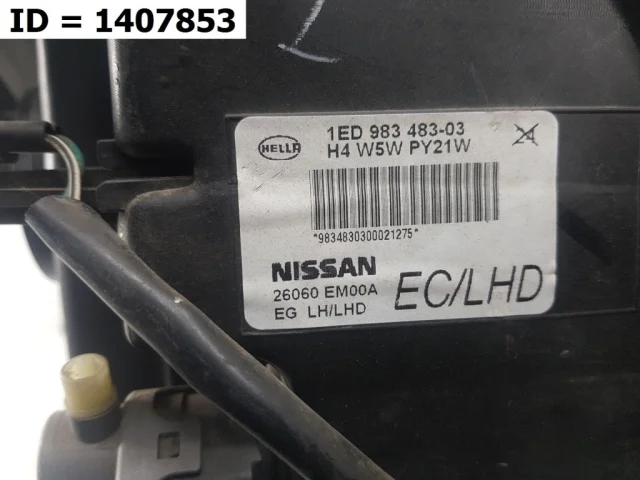 ID = 1407853
HELLA
1ED 983 483-03
24
H4 W5W PY21W
*9834830300021275*
NISSAN
26060 EM00A
EG LH/LHD
EC/LHD